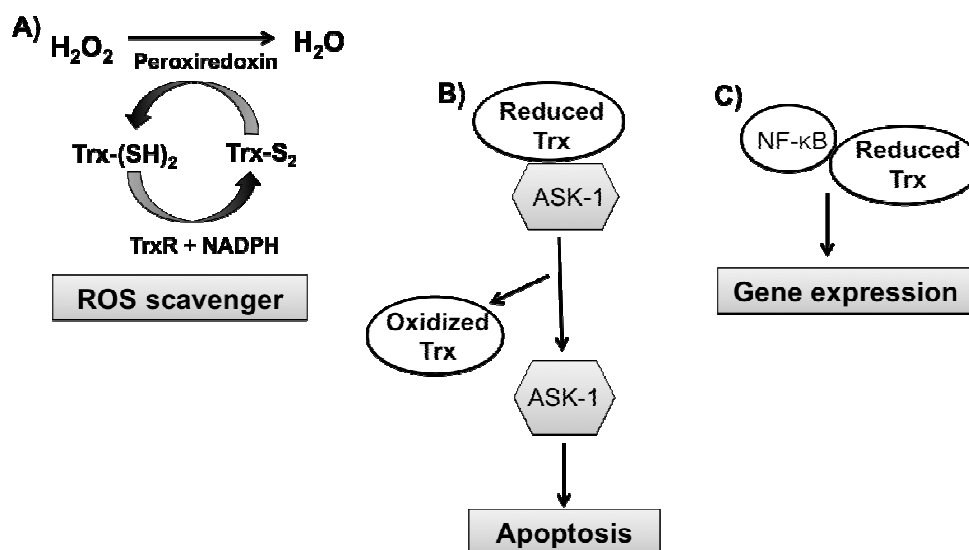 A)
H₂O₂
H₂O
Peroxiredoxin
Trx-(SH)₂
Trx-S₂
TrxR + NADPH
ROS scavenger
B)
Reduced
Trx
ASK-1
Oxidized
Trx
ASK-1
Apoptosis
C)
NF-κB
Reduced
Trx
Gene expression